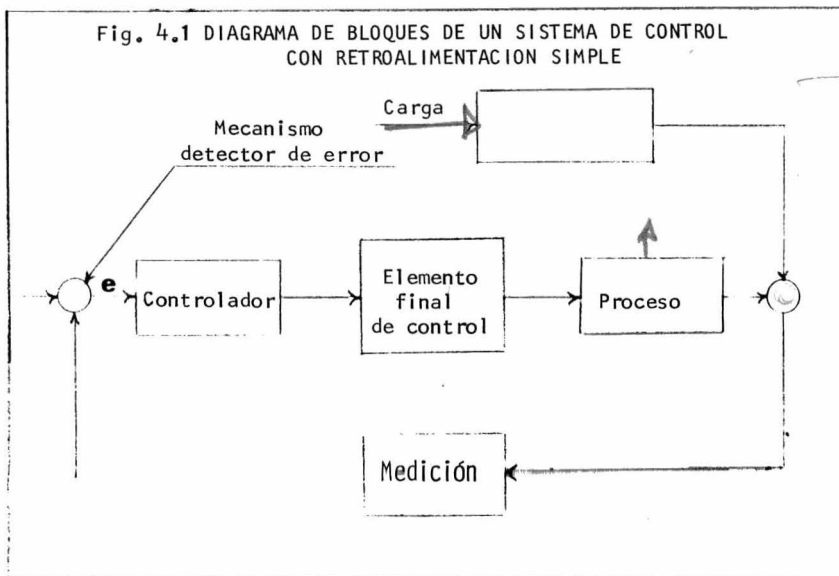 Fig. 4.1 DIAGRAMA DE BLOQUES DE UN SISTEMA DE CONTROL
CON RETROALIMENTACION SIMPLE
Carga
Mecanismo
detector de error
e
Controlador
Elemento
final
de control
Proceso
Medición